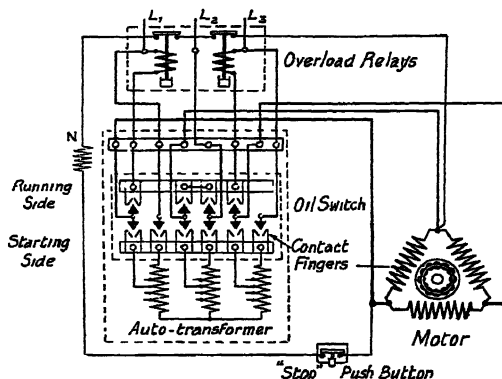 L1 L2 L3
Overload Relays
N
Running
Side
Oil Switch
Starting
Side
Contact
Fingers
Auto-transformer
Motor
"Stop" Push Button